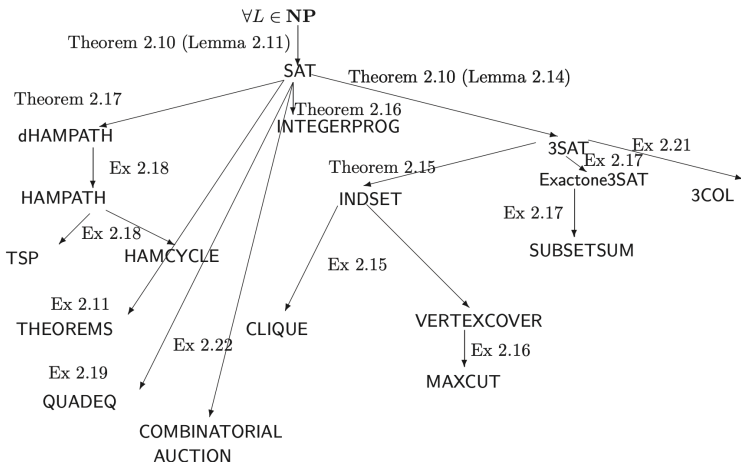 ∀L ∈ NP
Theorem 2.10 (Lemma 2.11)
SAT
Theorem 2.10 (Lemma 2.14)
Theorem 2.17
Theorem 2.16
INTEGERPROG
dHAMPATH
3SAT
Ex 2.21
Ex 2.17
Ex 2.18
Theorem 2.15
Exactone3SAT
HAMPATH
INDSET
3COL
Ex 2.17
Ex 2.18
TSP
HAMCYCLE
SUBSETSUM
Ex 2.15
Ex 2.11
THEOREMS
CLIQUE
VERTEXCOVER
Ex 2.22
Ex 2.16
Ex 2.19
MAXCUT
QUADEQ
COMBINATORIAL
AUCTION